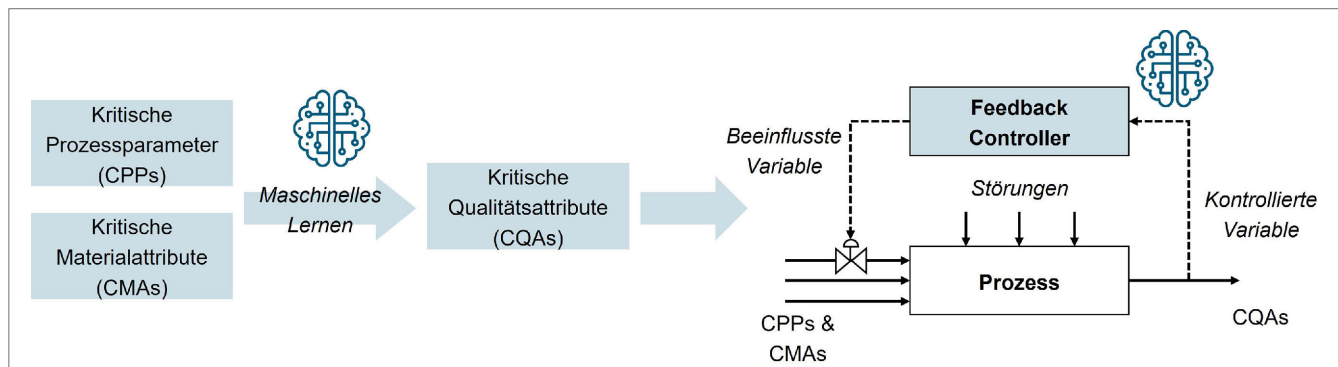 Kritische
Prozessparameter
(CPPs)
Kritische
Materialattribute
(CMAs)
Maschinelles
Lernen
Kritische
Qualitätsattribute
(CQAs)
Beeinflusste
Variable
Feedback
Controller
Störungen
Kontrollierte
Variable
Prozess
CPPs &
CMAs
CQAs